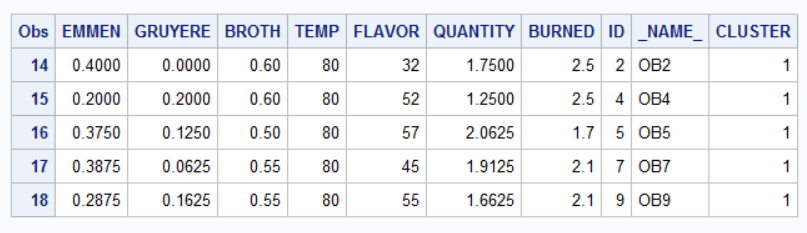 Obs EMMEN GRUYERE BROTH TEMP FLAVOR QUANTITY BURNED ID _NAME_ CLUSTER
14 0.4000 0.0000 0.60 80 32 1.7500 2.5 2 OB2 1
15 0.2000 0.2000 0.60 80 52 1.2500 2.5 4 OB4 1
16 0.3750 0.1250 0.50 80 57 2.0625 1.7 5 OB5 1
17 0.3875 0.0625 0.55 80 45 1.9125 2.1 7 OB7 1
18 0.2875 0.1625 0.55 80 55 1.6625 2.1 9 OB9 1